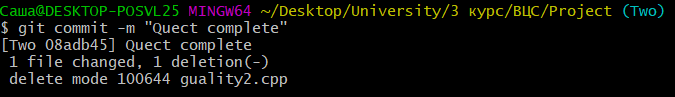 Саша@DESKTOP-POSVL25 MINGW64 ~/Desktop/University/3 курс/ВЦС/Project (Two)
$ git commit -m "Quect complete"
[Two 08adb45] Quect complete
1 file changed, 1 deletion(-)
delete mode 100644 guality2.cpp